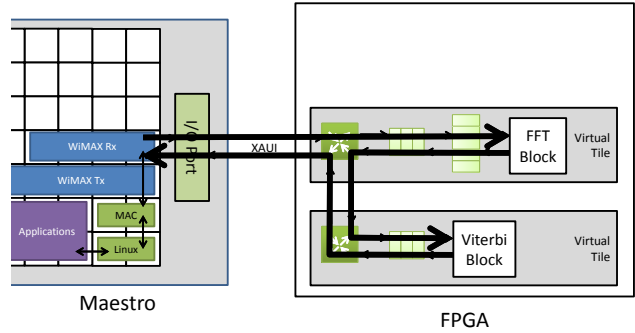 WiMAX Rx
WiMAX Tx
Applications
MAC
Linux
I/O Port
XAUI
FFT
Block
Virtual
Tile
Viterbi
Block
Virtual
Tile
Maestro
FPGA